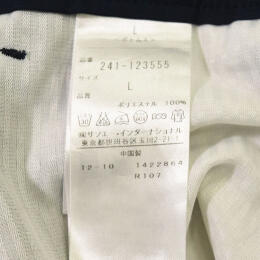 L
品番
241-123555
サイズ
L
品質
ポリエステル 100%
㈱サンエー・インターナショナル
東京都世田谷区玉川2-21-1
中国製
12-10 1422864
R107